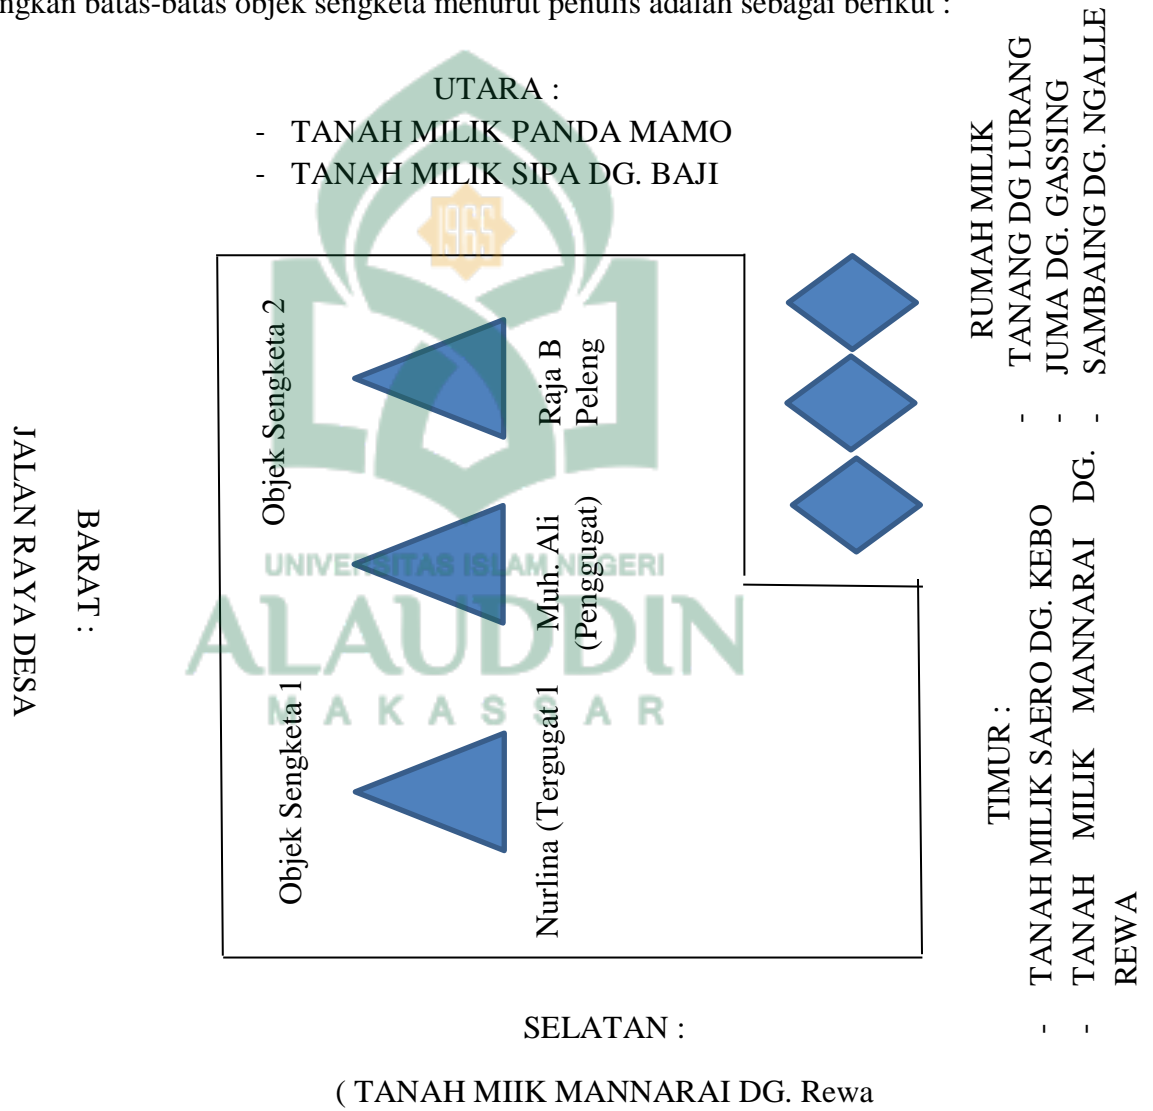 ngkan batas-batas objek sengketa menurut penulis adalah sebagai berikut :
UTARA :
- TANAH MILIK PANDA MAMO
- TANAH MILIK SIPA DG. BAJI
1965
JALAN RAYA DESA
BARAT :
Objek Sengketa 2
Raja B
Peleng
Muh. Ali
(Penggugat)
Objek Sengketa 1
Nurlina (Tergugat 1
UNIVERSITAS ISLAM NEGERI
ALAUDDIN
MAKASSAR
RUMAH MILIK
- TANANG DG LURANG
- JUMA DG. GASSING
- SAMBAING DG. NGALLE
TIMUR :
- TANAH MILIK SAERO DG. KEBO
- TANAH MILIK MANNARAI DG.
REWA
SELATAN :
( TANAH MIIK MANNARAI DG. Rewa